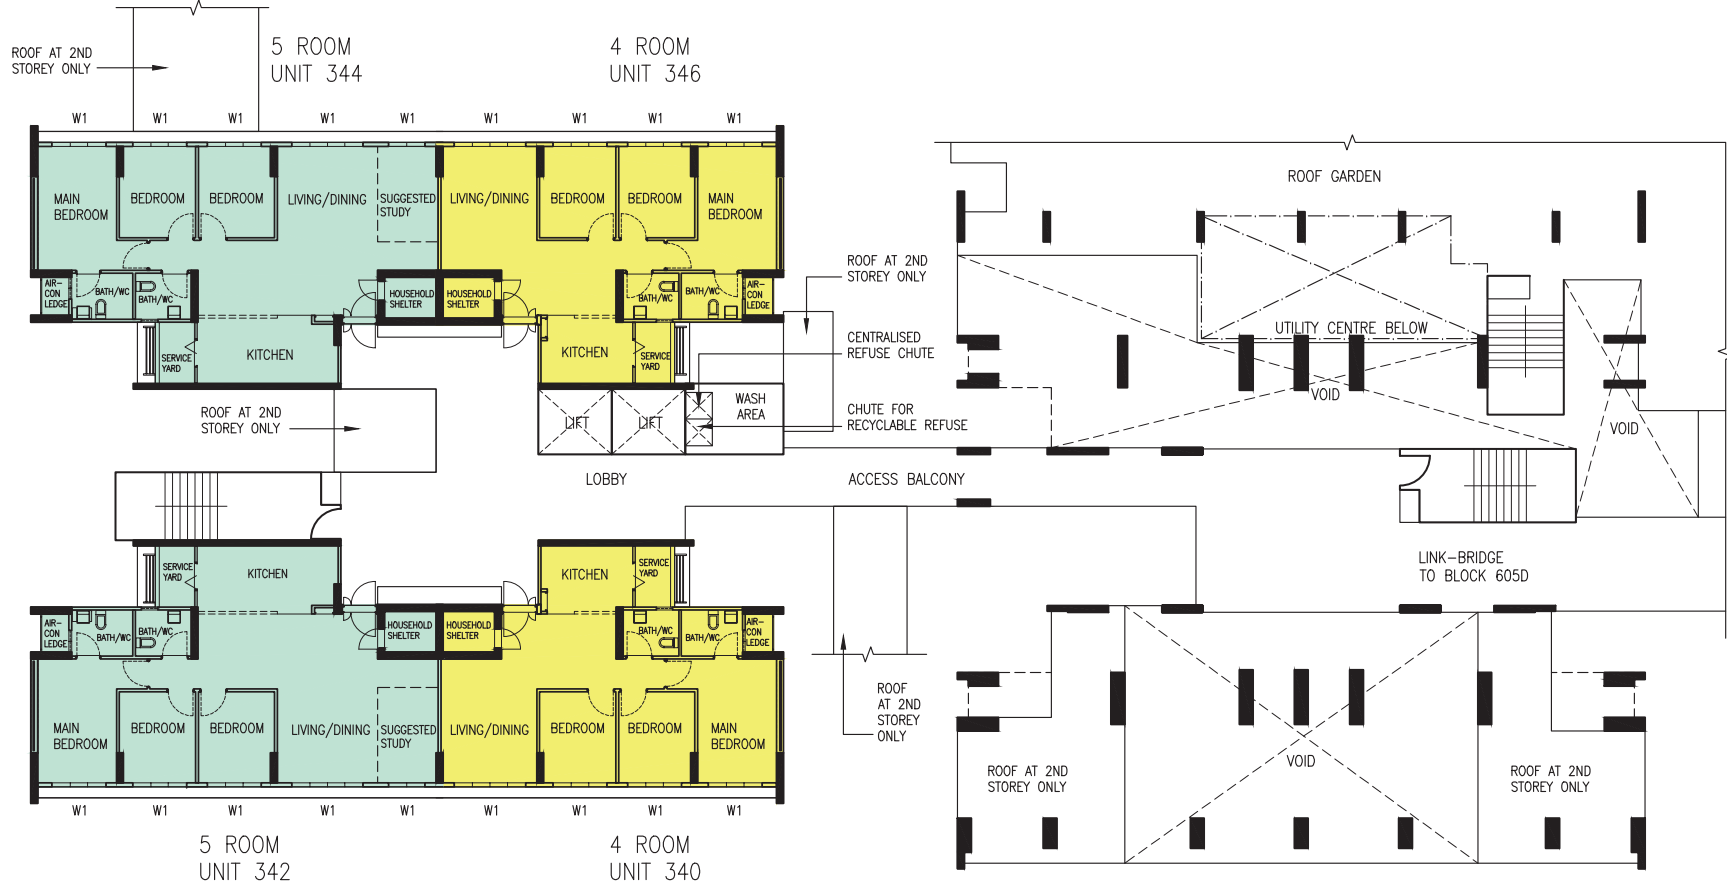 ROOF AT 2ND
STOREY ONLY
5 ROOM
UNIT 344
4 ROOM
UNIT 346
W1
W1
W1
W1
W1
W1
W1
W1
W1
MAIN
BEDROOM
BEDROOM
BEDROOM
LIVING/DINING
SUGGESTED
STUDY
LIVING/DINING
BEDROOM
BEDROOM
MAIN
BEDROOM
ROOF GARDEN
AIR-
CON
LEDGE
BATH/WC
BATH/WC
HOUSEHOLD
SHELTER
HOUSEHOLD
SHELTER
BATH/WC
BATH/WC
AIR-
CON
LEDGE
ROOF AT 2ND
STOREY ONLY
SERVICE
YARD
KITCHEN
KITCHEN
SERVICE
YARD
CENTRALISED
REFUSE CHUTE
UTILITY CENTRE BELOW
VOID
VOID
ROOF AT 2ND
STOREY ONLY
LIFT
LIFT
WASH
AREA
CHUTE FOR
RECYCLABLE REFUSE
LOBBY
ACCESS BALCONY
LINK-BRIDGE
TO BLOCK 605D
SERVICE
YARD
KITCHEN
KITCHEN
SERVICE
YARD
AIR-
CON
LEDGE
BATH/WC
BATH/WC
HOUSEHOLD
SHELTER
HOUSEHOLD
SHELTER
BATH/WC
BATH/WC
AIR-
CON
LEDGE
MAIN
BEDROOM
BEDROOM
BEDROOM
LIVING/DINING
SUGGESTED
STUDY
LIVING/DINING
BEDROOM
BEDROOM
MAIN
BEDROOM
ROOF
AT 2ND
STOREY
ONLY
ROOF AT 2ND
STOREY ONLY
VOID
ROOF AT 2ND
STOREY ONLY
W1
W1
W1
W1
W1
W1
W1
W1
W1
5 ROOM
UNIT 342
4 ROOM
UNIT 340